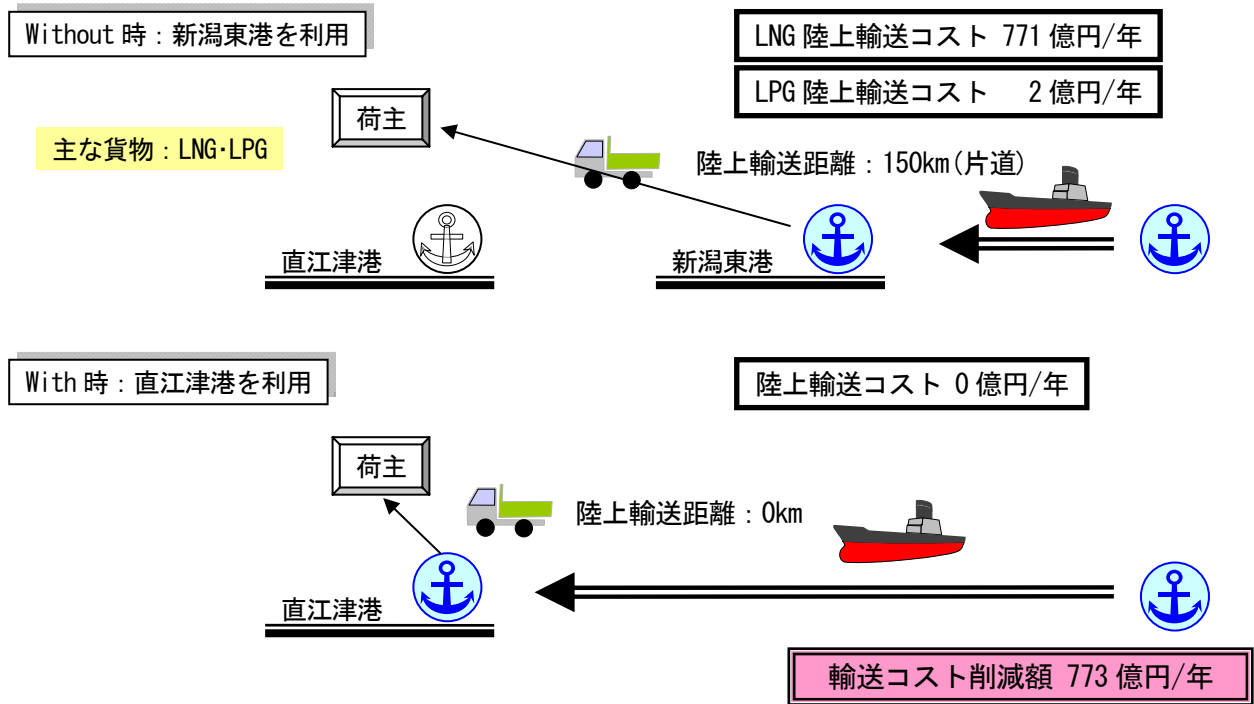 Without 時：新潟東港を利用
LNG 陸上輸送コスト 771 億円/年
LPG 陸上輸送コスト 2 億円/年
荷主
主な貨物：LNG･LPG
陸上輸送距離：150km(片道)
直江津港
新潟東港
With 時：直江津港を利用
陸上輸送コスト 0 億円/年
荷主
陸上輸送距離：0km
直江津港
輸送コスト削減額 773 億円/年